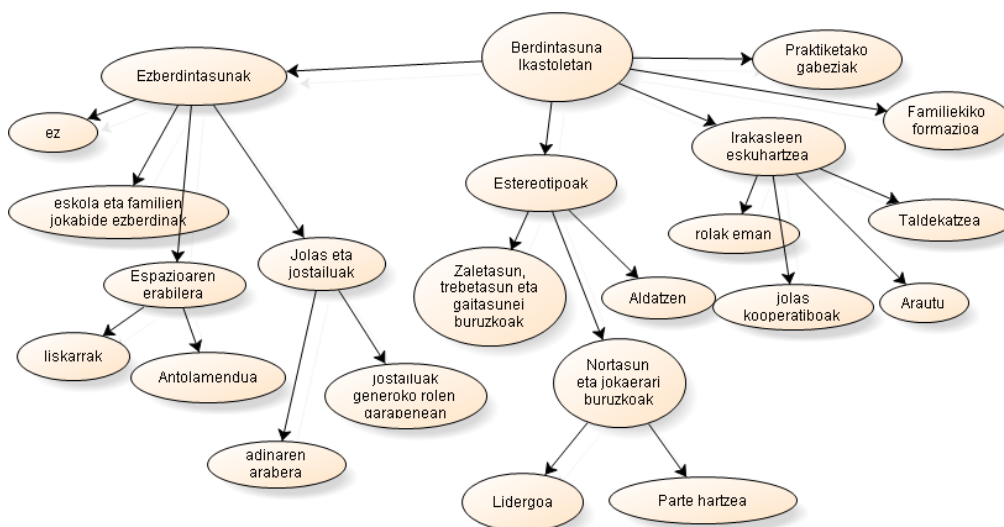 Berdintasuna
Ikastoletan
Praktiketako
gabeziak
Ezberdintasunak
Familiekiko
formazioa
ez
Irakasleen
eskuhartzea
Estereotipoak
eskola eta familien
jokabide ezberdinak
Taldekatzea
rolak eman
Jolas eta
jostailuak
Espazioaren
erabilera
Zaletasun,
trebetasun eta
gaitasunei
buruzkoak
Aldatzen
jolas
kooperatiboak
Arautu
liskarrak
Antolamendua
jostailuak
generoko rolen
garapenean
Nortasun
eta jokaerari
buruzkoak
adinaren
arabera
Lidergoa
Parte hartzea